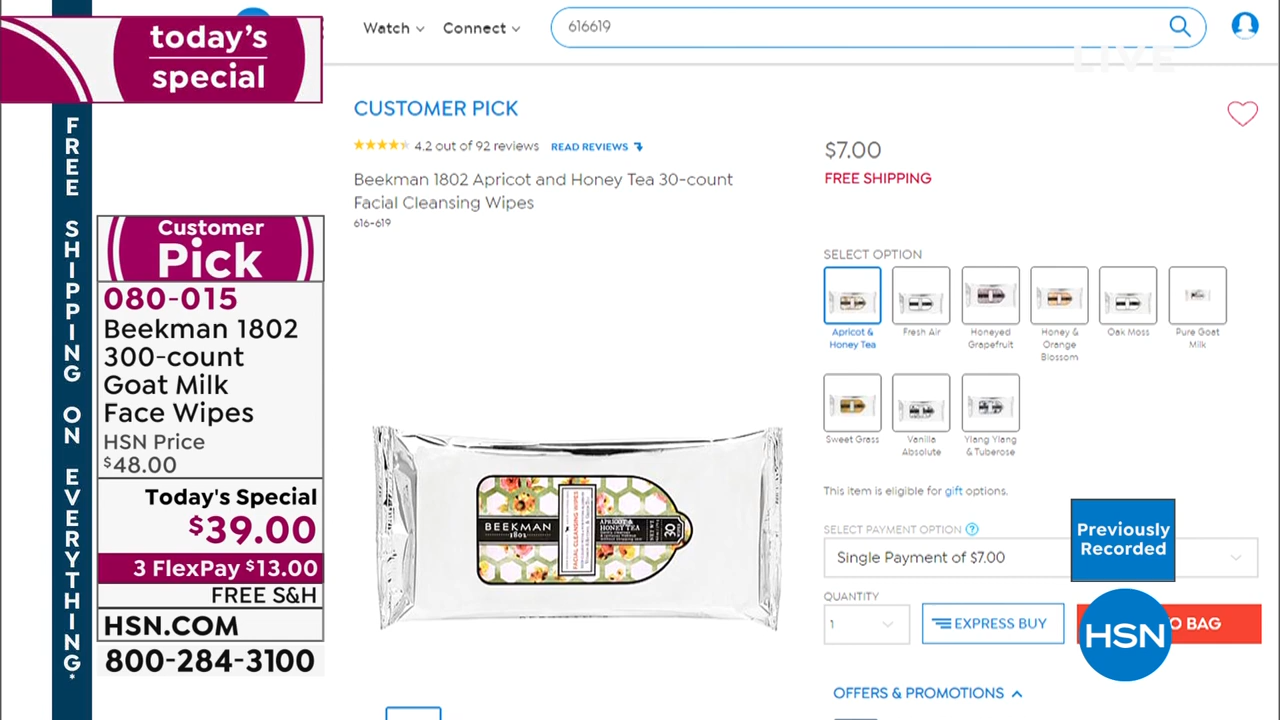 today's
special
FREE SHIPPING ON EVERYTHING*
Customer
Pick
080-015
Beekman 1802
300-count
Goat Milk
Face Wipes
HSN Price
$48.00
Today's Special
$39.00
3 FlexPay $13.00
FREE S&H
HSN.COM
800-284-3100
Watch
Connect
616619
LIVE
CUSTOMER PICK
4.2 out of 92 reviews READ REVIEWS
Beekman 1802 Apricot and Honey Tea 30-count
Facial Cleansing Wipes
616-619
$7.00
FREE SHIPPING
SELECT OPTION
Apricot &
Honey Tea
Fresh Air
Honeyed
Grapefruit
Honey &
Orange
Blossom
Oak Moss
Pure Goat
Milk
Sweet Grass
Vanilla
Absolute
Ylang Ylang
& Tuberose
BEEKMAN
1802
FACIAL CLEANSING WIPES
APRICOT &
HONEY TEA
30
This item is eligible for gift options.
SELECT PAYMENT OPTION ?
Single Payment of $7.00
Previously
Recorded
QUANTITY
1
EXPRESS BUY
O BAG
HSN
OFFERS & PROMOTIONS